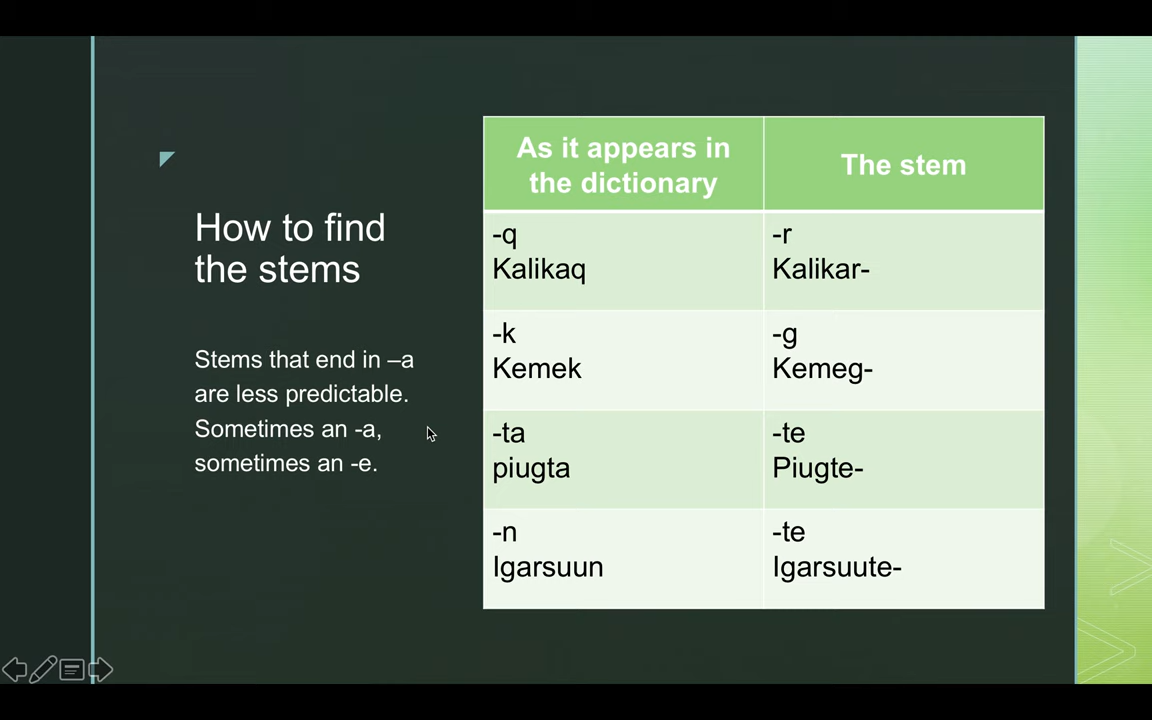 How to find
the stems
Stems that end in –a
are less predictable.
Sometimes an -a,
sometimes an -e.
As it appears in
the dictionary
The stem
-q
Kalikaq
-r
Kalikar-
-k
Kemek
-g
Kemeg-
-ta
piugta
-te
Piugte-
-n
Igarsuun
-te
Igarsuute-